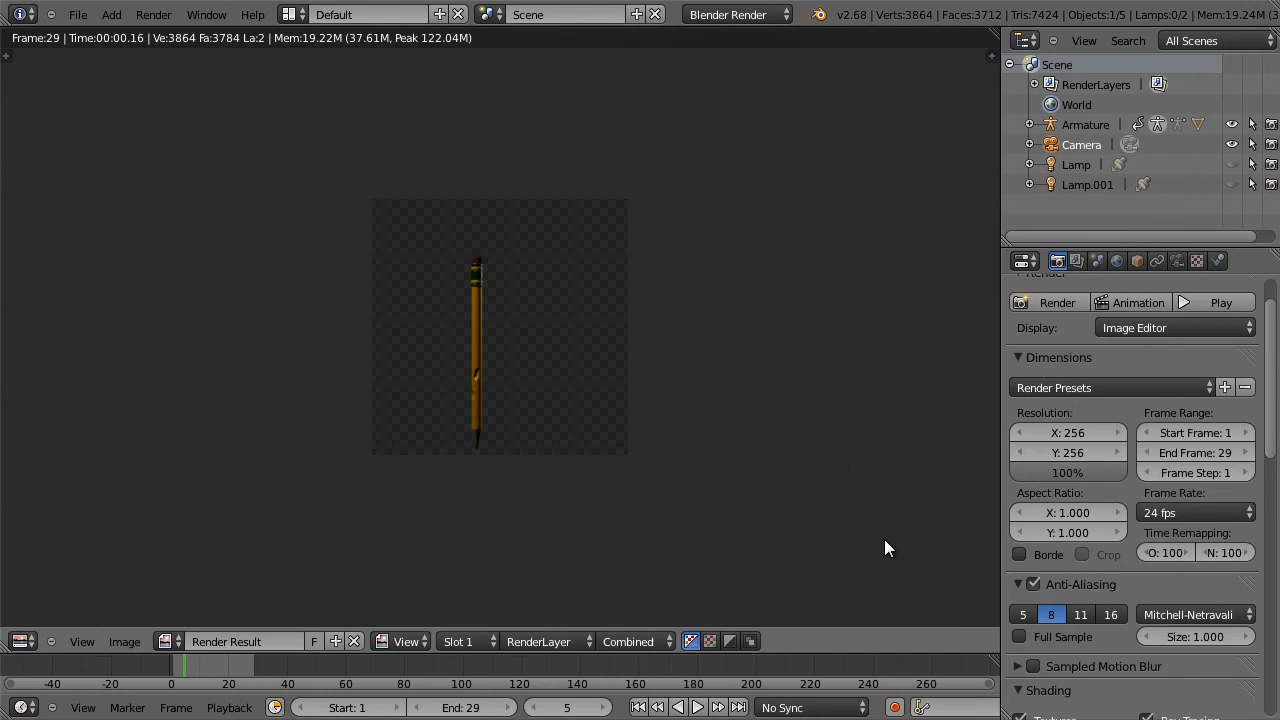 File Render Window Help Default Scene Blender Render v2.68 | Verts:3864 | Faces:3712 | Tris:7424 | Objects:1/5 | Lamps:0/2 | Mem:19.24M (3
Frame:29 | Time:00:00.16 | Ve:3864 Fa:3784 La:2 | Mem:19.22M (37.61M, Peak 122.04M)
View Search All Scenes
Scene
RenderLayers
World
Armature
Camera
Lamp
Lamp.001
Render
Render Animation Play
Display: Image Editor
Dimensions
Render Presets
Resolution: Frame Range:
X: 256 Start Frame: 1
Y: 256 End Frame: 29
100% Frame Step: 1
Aspect Ratio: Frame Rate:
X: 1.000 24 fps
Y: 1.000 Time Remapping:
Borde Crop O: 100 N: 100
Anti-Aliasing
5 8 11 16 Mitchell-Netravali
Full Sample Size: 1.000
Sampled Motion Blur
Shading
View Image Render Result F View Slot 1 RenderLayer Combined
-40 -20 0 20 40 60 80 100 120 140 160 180 200 220 240 260
View Marker Frame Playback Start: 1 End: 29 5 No Sync